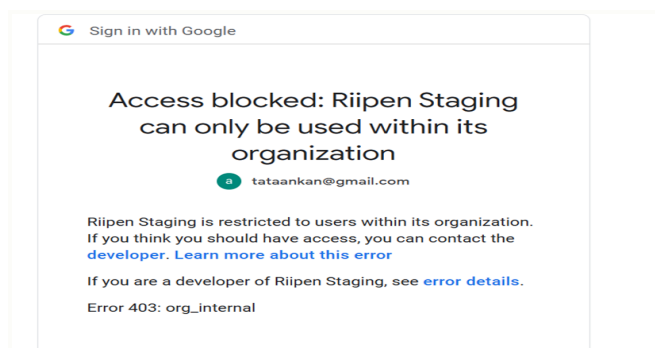 Sign in with Google
Access blocked: Riipen Staging
can only be used within its
organization
a tataankan@gmail.com
Riipen Staging is restricted to users within its organization.
If you think you should have access, you can contact the
developer. Learn more about this error
If you are a developer of Riipen Staging, see error details.
Error 403: org_internal